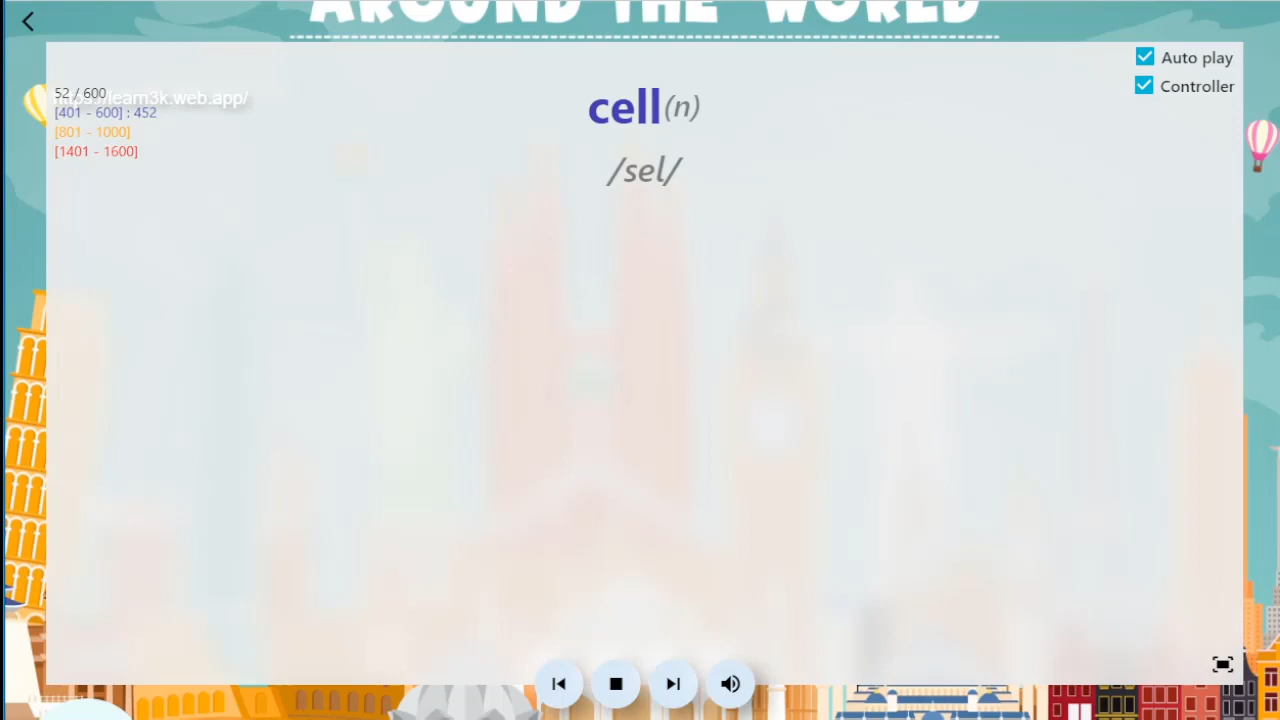 AROUND THE WORLD
Auto play
Controller
52 / 600
https://learn3k.web.app/
[401 - 600] : 452
[801 - 1000]
[1401 - 1600]
cell (n)
/sel/